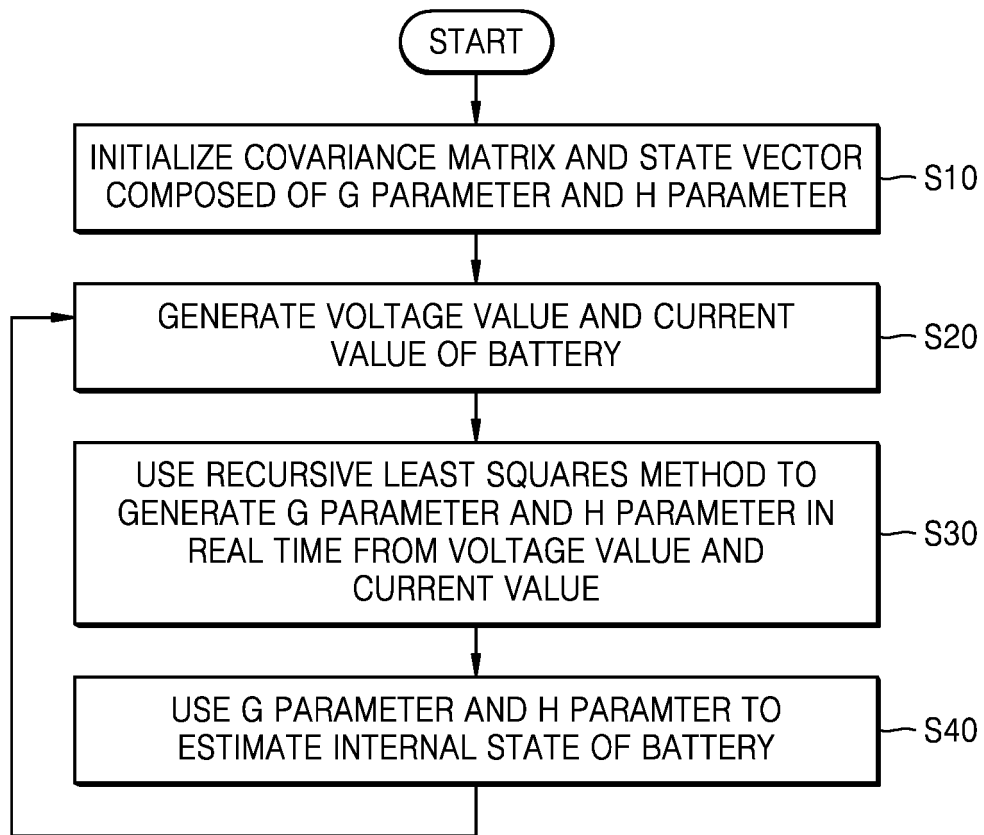 START
INITIALIZE COVARIANCE MATRIX AND STATE VECTOR
COMPOSED OF G PARAMETER AND H PARAMETER
S10
GENERATE VOLTAGE VALUE AND CURRENT
VALUE OF BATTERY
S20
USE RECURSIVE LEAST SQUARES METHOD TO
GENERATE G PARAMETER AND H PARAMETER IN
REAL TIME FROM VOLTAGE VALUE AND
CURRENT VALUE
S30
USE G PARAMETER AND H PARAMTER TO
ESTIMATE INTERNAL STATE OF BATTERY
S40